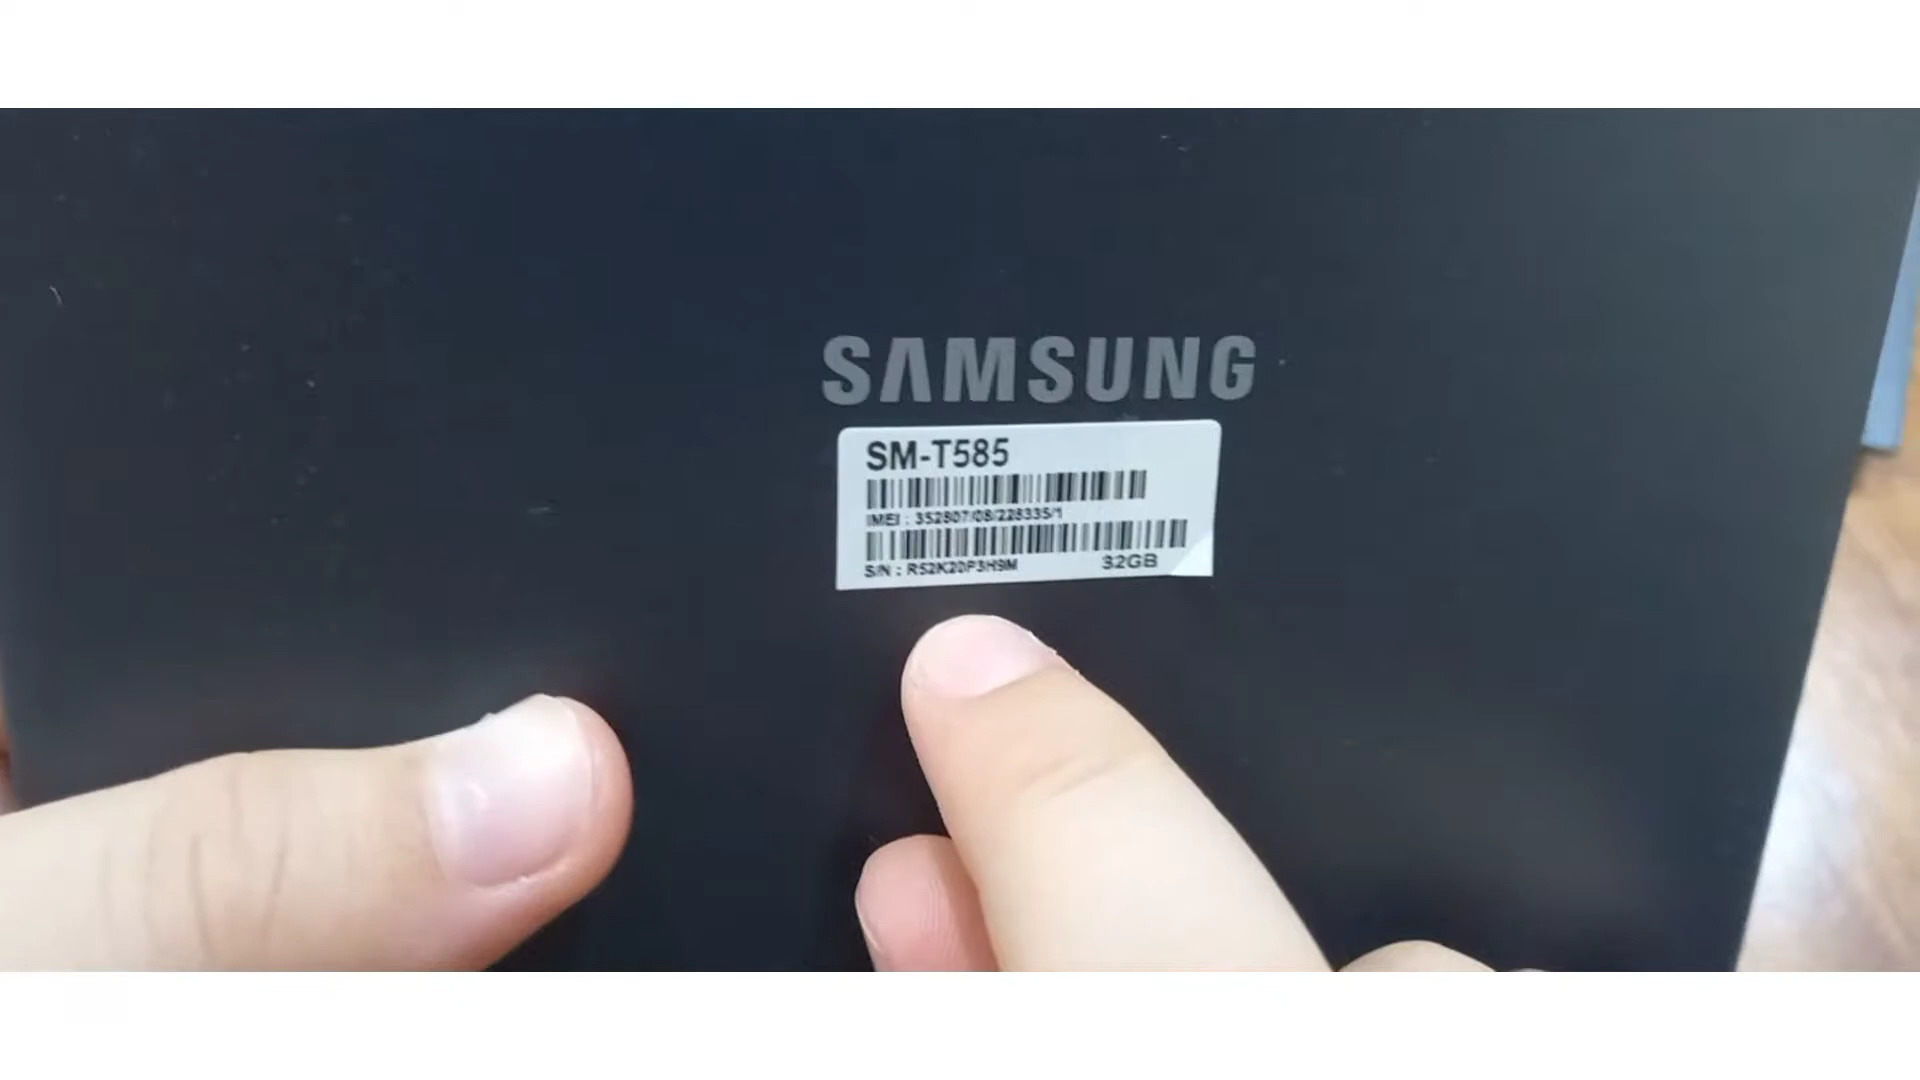 SAMSUNG
SM-T585
IMEI : 352807/08/228335/1
S/N : R52K20P3H9M 32GB